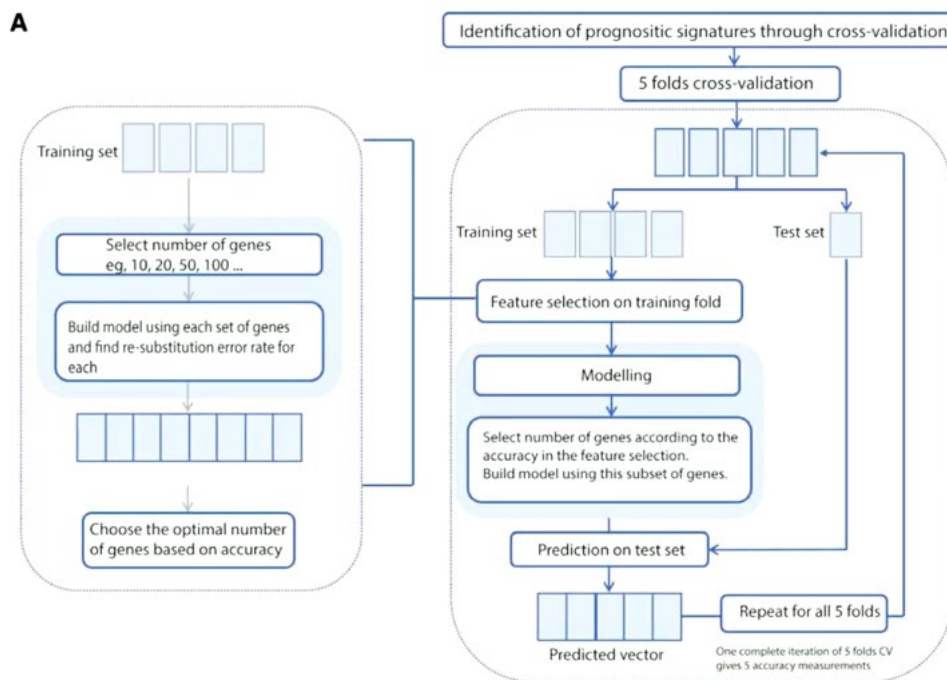 A
Identification of prognositic signatures through cross-validation
5 folds cross-validation
Training set
Select number of genes
eg, 10, 20, 50, 100 ...
Build model using each set of genes
and find re-substitution error rate for
each
Choose the optimal number
of genes based on accuracy
Training set
Test set
Feature selection on training fold
Modelling
Select number of genes according to the
accuracy in the feature selection.
Build model using this subset of genes.
Prediction on test set
Predicted vector
Repeat for all 5 folds
One complete iteration of 5 folds CV
gives 5 accuracy measurements